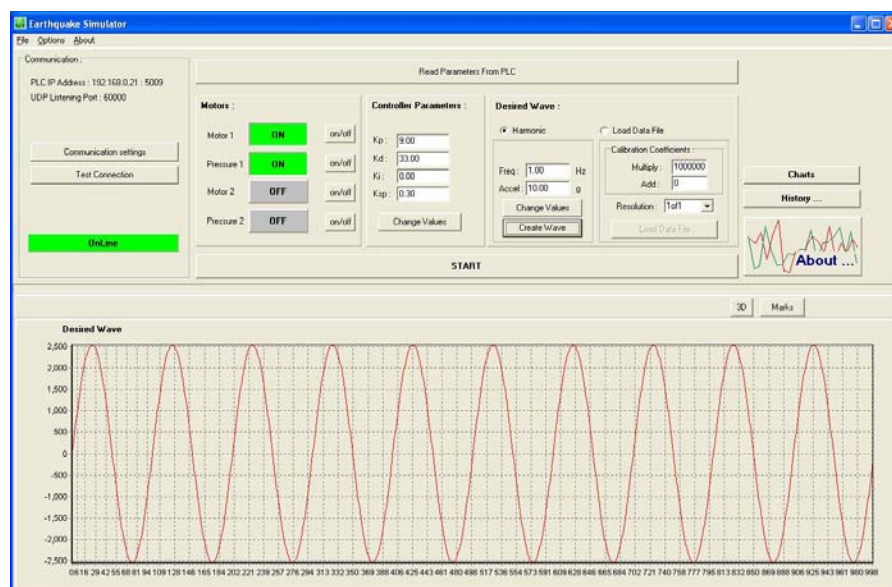 Earthquake Simulator
File Options About
Communication :
PLC IP Address : 192.168.0.21 : 5009
UDP Listening Port : 60000
Communication settings
Test Connection
OnLine
Read Parameters From PLC
Motors :
Motor 1 ON on/off
Pressure 1 ON on/off
Motor 2 OFF on/off
Pressure 2 OFF on/off
Controller Parameters :
Kp : 9.00
Kd : 33.00
Ki : 0.00
Ksp : 0.30
Change Values
Desired Wave :
Harmonic
Freq : 1.00 Hz
Accel : 10.00 g
Change Values
Create Wave
Load Data File
Calibration Coefficients :
Multiply : 1000000
Add : 0
Resolution : 1of1
Load Data File
START
Charts
History ...
About ...
3D Marks
Desired Wave
2,500
2,000
1,500
1,000
500
0
-500
-1,000
-1,500
-2,000
-2,500